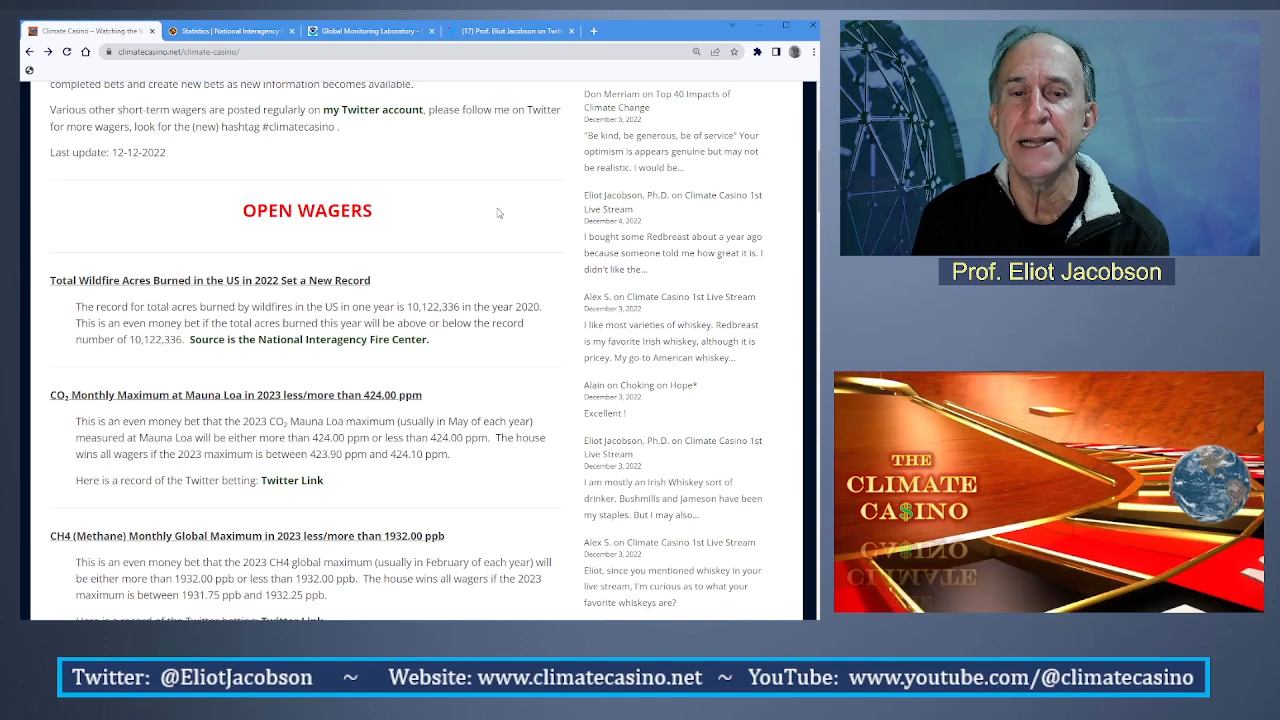 Climate Casino – Watching the W
Statistics | National Interagency
Global Monitoring Laboratory -
(17) Prof. Eliot Jacobson on Twitt
climatecasino.net/climate-casino/
completed bets and create new bets as new information becomes available.
Various other short-term wagers are posted regularly on my Twitter account, please follow me on Twitter
for more wagers, look for the (new) hashtag #climatecasino .
Last update: 12-12-2022
OPEN WAGERS
Total Wildfire Acres Burned in the US in 2022 Set a New Record
The record for total acres burned by wildfires in the US in one year is 10,122,336 in the year 2020.
This is an even money bet if the total acres burned this year will be above or below the record
number of 10,122,336. Source is the National Interagency Fire Center.
CO₂ Monthly Maximum at Mauna Loa in 2023 less/more than 424.00 ppm
This is an even money bet that the 2023 CO₂ Mauna Loa maximum (usually in May of each year)
measured at Mauna Loa will be either more than 424.00 ppm or less than 424.00 ppm. The house
wins all wagers if the 2023 maximum is between 423.90 ppm and 424.10 ppm.
Here is a record of the Twitter betting: Twitter Link
CH4 (Methane) Monthly Global Maximum in 2023 less/more than 1932.00 ppb
This is an even money bet that the 2023 CH4 global maximum (usually in February of each year) will
be either more than 1932.00 ppb or less than 1932.00 ppb. The house wins all wagers if the 2023
maximum is between 1931.75 ppb and 1932.25 ppb.
Here is a record of the Twitter betting: Twitter Link
Don Merriam on Top 40 Impacts of
Climate Change
December 5, 2022
"Be kind, be generous, be of service" Your
optimism is appears genuine but may not
be realistic. I would be...
Eliot Jacobson, Ph.D. on Climate Casino 1st
Live Stream
December 4, 2022
I bought some Redbreast about a year ago
because someone told me how great it is. I
didn't like the...
Alex S. on Climate Casino 1st Live Stream
December 3, 2022
I like most varieties of whiskey. Redbreast
is my favorite Irish whiskey, although it is
pricey. My go-to American whiskey...
Alain on Choking on Hope*
December 3, 2022
Excellent !
Eliot Jacobson, Ph.D. on Climate Casino 1st
Live Stream
December 3, 2022
I am mostly an Irish Whiskey sort of
drinker. Bushmills and Jameson have been
my staples. But I may also...
Alex S. on Climate Casino 1st Live Stream
December 3, 2022
Eliot, since you mentioned whiskey in your
live stream, I'm curious as to what your
favorite whiskeys are?
Prof. Eliot Jacobson
THE
CLIMATE
CA$INO
Twitter: @EliotJacobson ~ Website: www.climatecasino.net ~ YouTube: www.youtube.com/@climatecasino